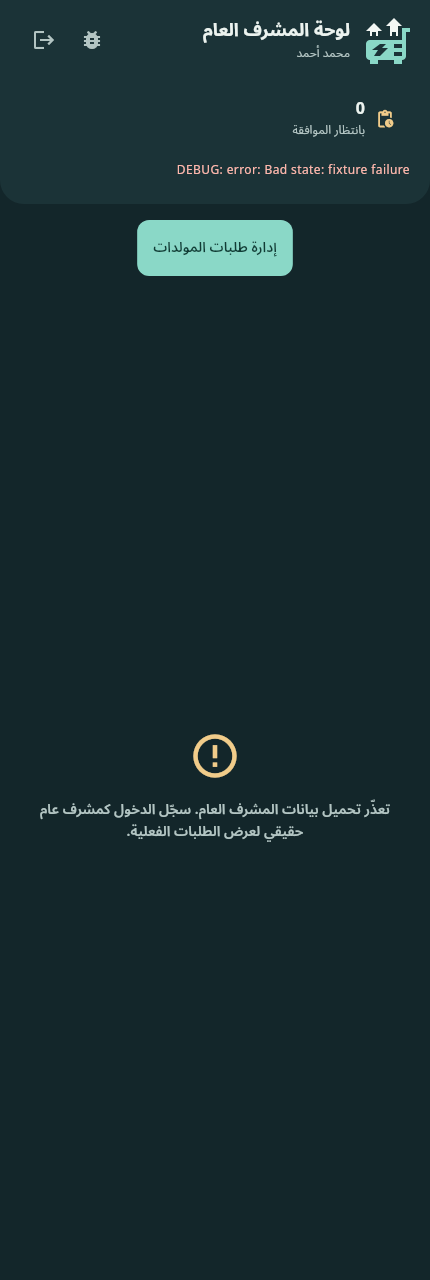 لوحة المشرف العام
محمد أحمد
0
بانتظار الموافقة
DEBUG: error: Bad state: fixture failure
إدارة طلبات المولدات
تعذّر تحميل بيانات المشرف العام. سجّل الدخول كمشرف عام
حقيقي لعرض الطلبات الفعلية.